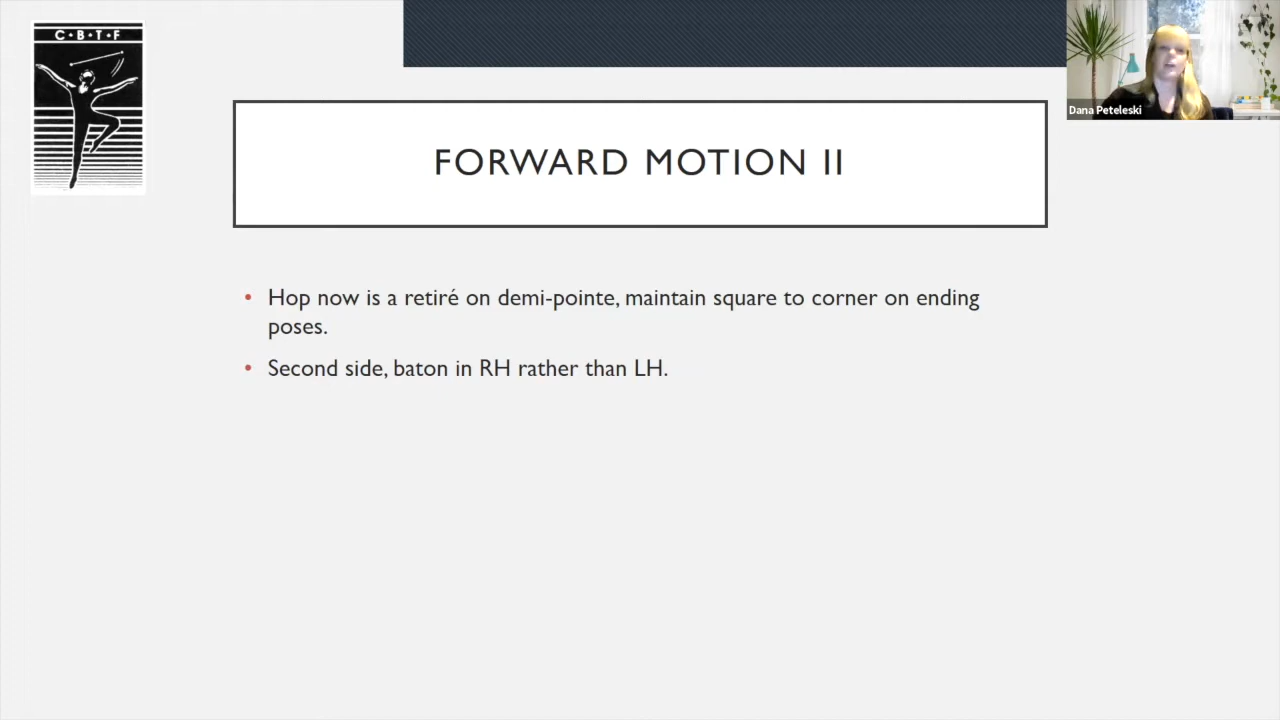 C•B•T•F
Dana Peteleski
FORWARD MOTION II
• Hop now is a retiré on demi-pointe, maintain square to corner on ending
poses.
• Second side, baton in RH rather than LH.